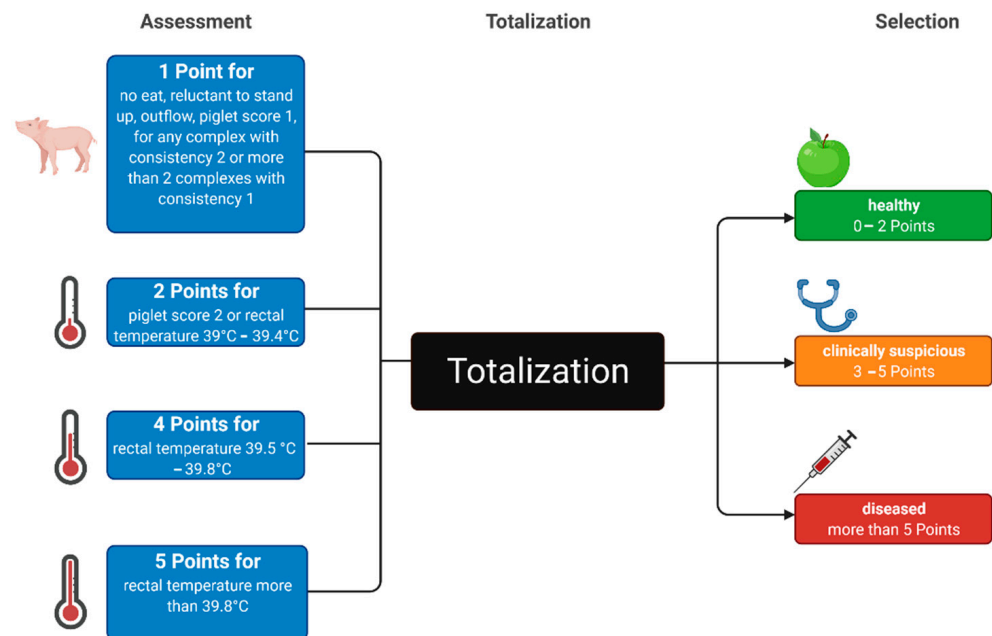 Assessment
Totalization
Selection
1 Point for
no eat, reluctant to stand
up, outflow, piglet score 1,
for any complex with
consistency 2 or more
than 2 complexes with
consistency 1
2 Points for
piglet score 2 or rectal
temperature 39°C – 39.4°C
4 Points for
rectal temperature 39.5 °C
– 39.8°C
5 Points for
rectal temperature more
than 39.8°C
Totalization
healthy
0 – 2 Points
clinically suspicious
3 – 5 Points
diseased
more than 5 Points